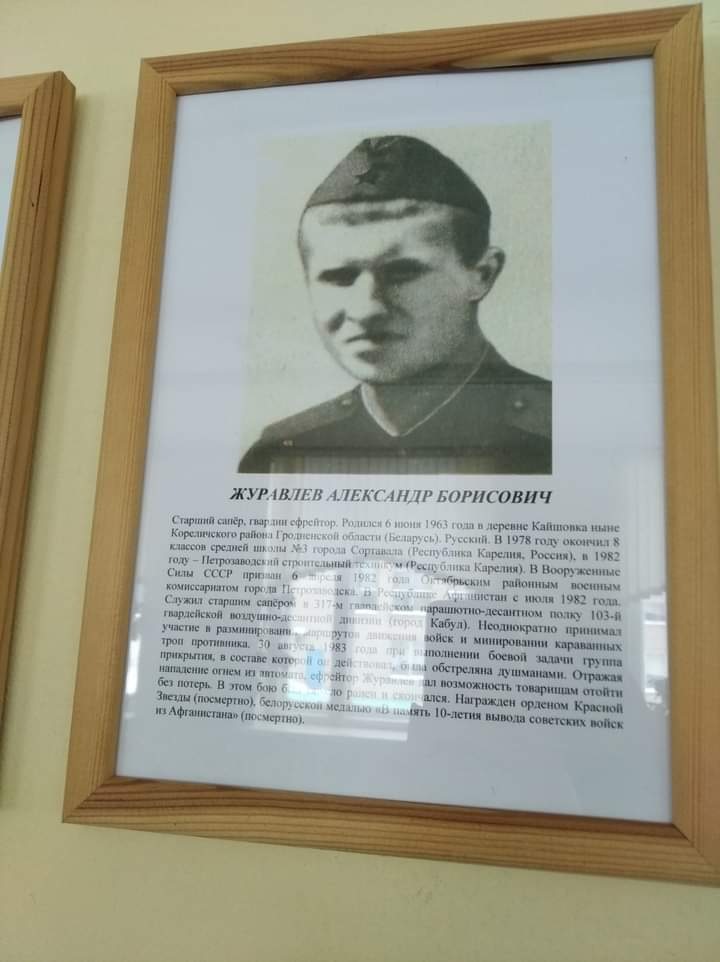 ЖУРАВЛЕВ АЛЕКСАНДР БОРИСОВИЧ
Старший сапёр, гвардии ефрейтор. Родился 6 июня 1963 года в деревне Кайшовка ныне
Кореличского района Гродненской области (Беларусь). Русский. В 1978 году окончил 8
классов средней школы №3 города Сортавала (Республика Карелия, Россия), в 1982
году – Петрозаводский строительный техникум (Республика Карелия). В Вооруженные
Силы СССР призван 6 апреля 1982 года Октябрьским районным военным
комиссариатом города Петрозаводска. В Республике Афганистан с июля 1982 года.
Служил старшим сапёром в 317-м гвардейском парашютно-десантном полку 103-й
гвардейской воздушно-десантной дивизии (город Кабул). Неоднократно принимал
участие в разминировании маршрутов движения войск и минировании караванных
троп противника. 30 августа 1983 года при выполнении боевой задачи группа
прикрытия, в составе которой он действовал, была обстреляна душманами. Отражая
нападение огнем из автомата, ефрейтор Журавлев дал возможность товарищам отойти
без потерь. В этом бою ранен и скончался. Награжден орденом Красной
Звезды (посмертно), белорусской медалью «В память 10-летия вывода советских войск
из Афганистана» (посмертно).